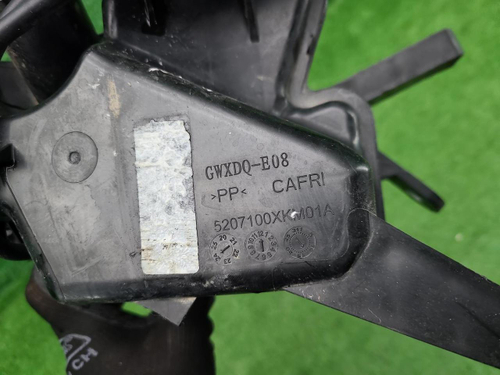 GWXDQ-E08
>PP< CAFRI
5207100XKM01A